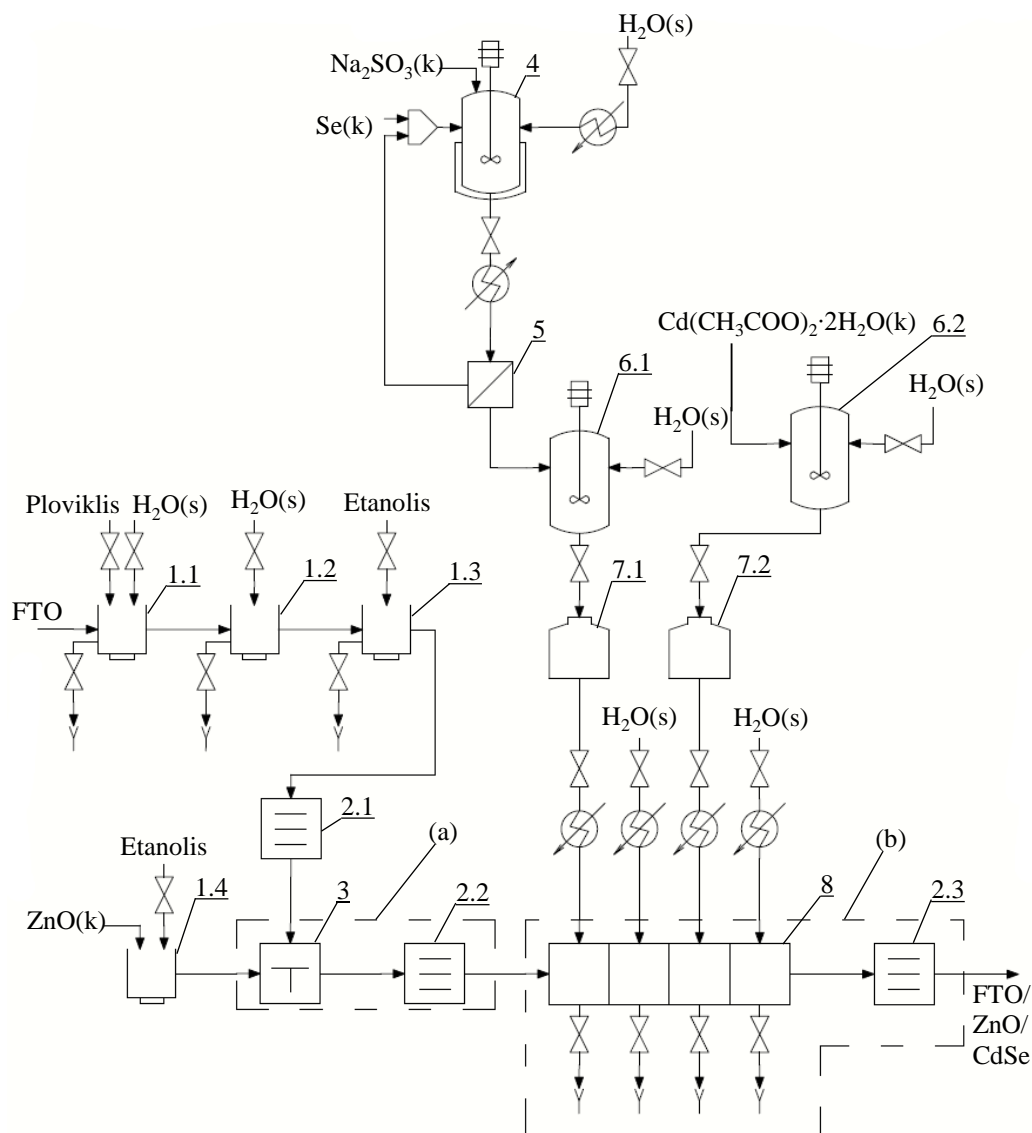 H₂O(s)
Na₂SO₃(k)
4
Se(k)
5
Cd(CH₃COO)₂·2H₂O(k)
6.2
6.1
H₂O(s)
H₂O(s)
Ploviklis
H₂O(s)
H₂O(s)
Etanolis
1.1
1.2
1.3
7.1
7.2
FTO
H₂O(s)
H₂O(s)
2.1
(a)
(b)
Etanolis
1.4
3
2.2
8
2.3
ZnO(k)
FTO/
ZnO/
CdSe